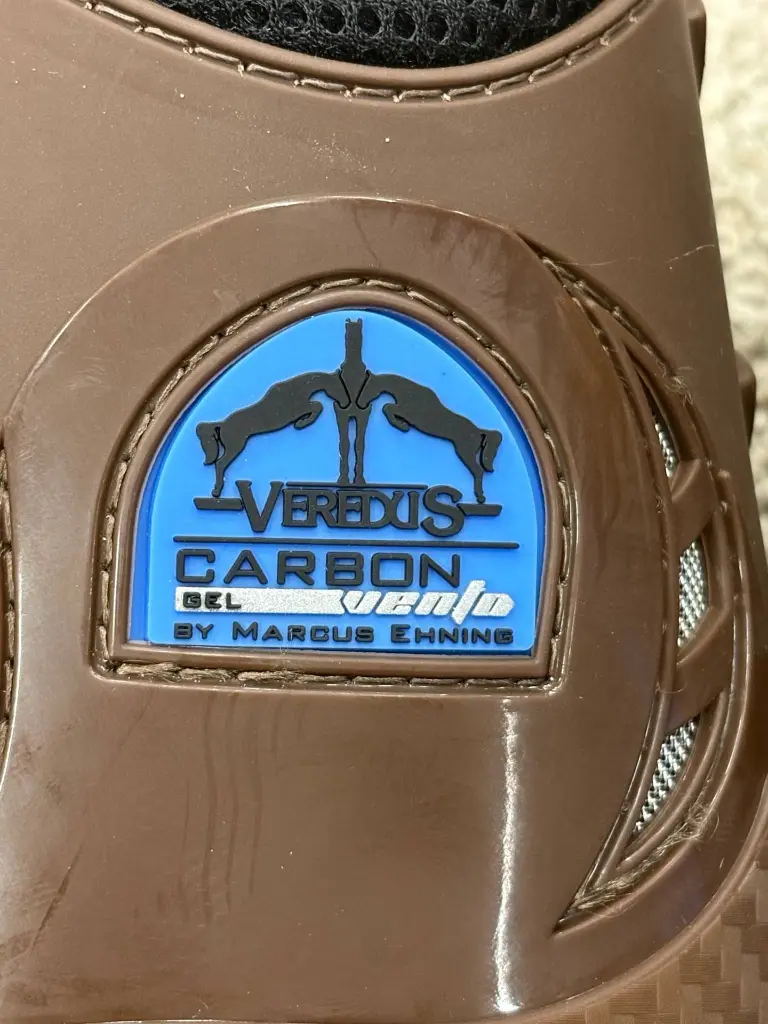 VEREDUS
CARBON
GEL vento
BY MARCUS EHNING